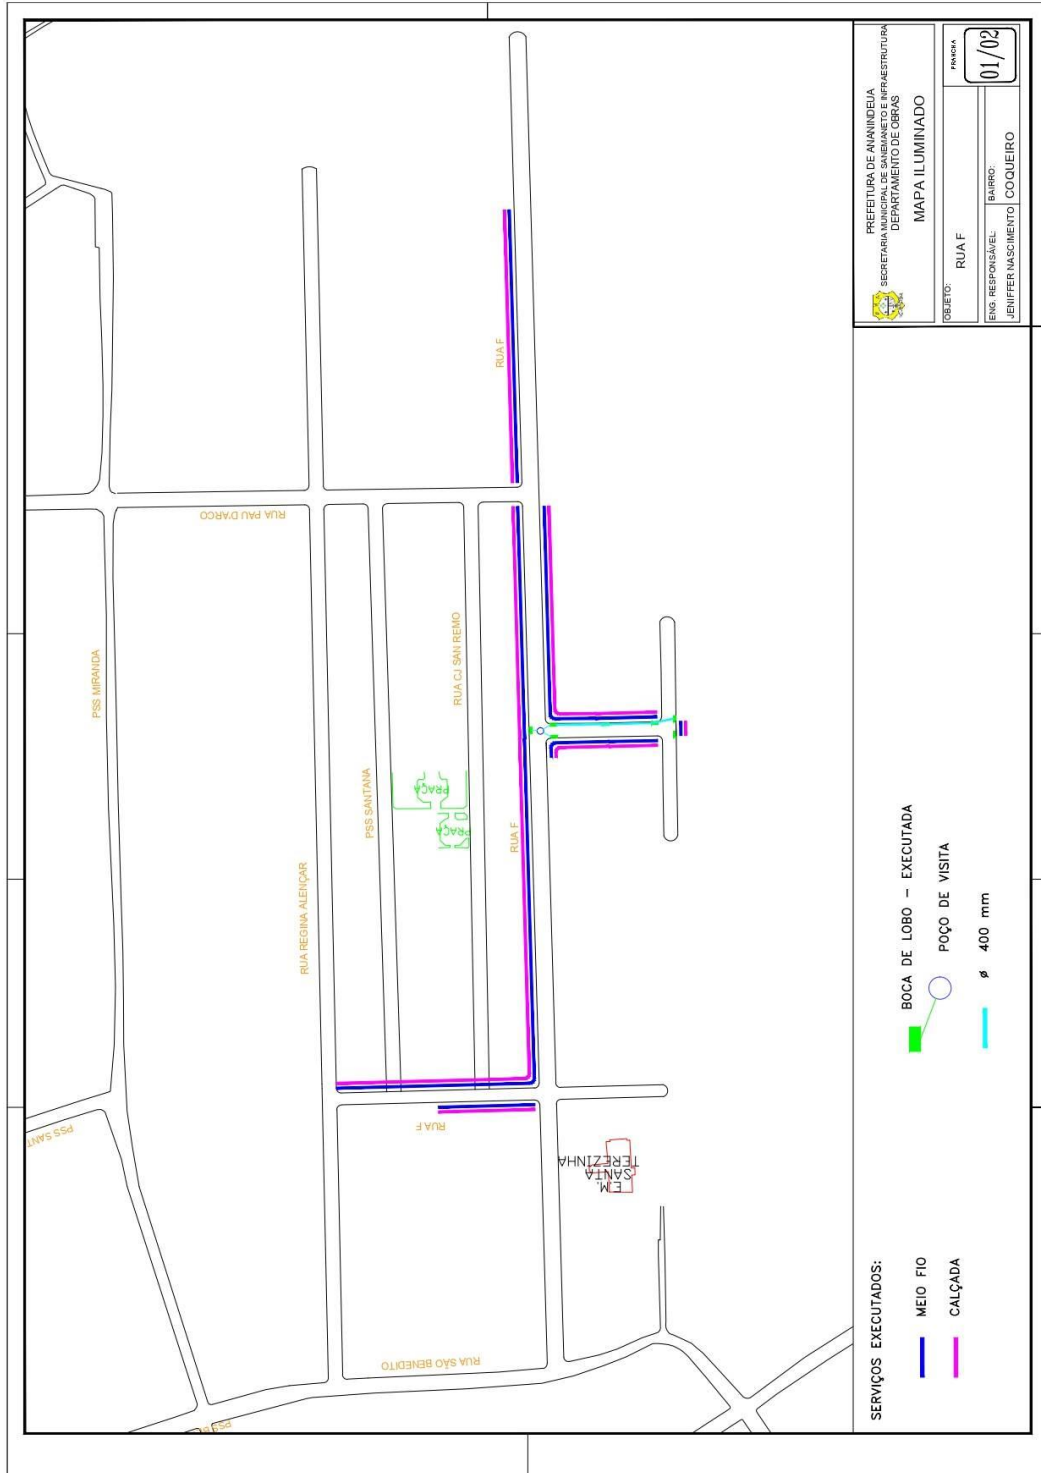 PSS SANT
PSS B
RUA SÃO BENEDITO
E.M.
SANTA
TEREZINHA
RUA F
RUA REGINA ALENÇAR
PSS SANTANA
PRAÇA
PRAÇA
RUA F
RUA CJ SAN REMO
PSS MIRANDA
RUA PAU D'ARCO
RUA F
SERVIÇOS EXECUTADOS:
MEIO FIO
CALÇADA
BOCA DE LOBO - EXECUTADA
POÇO DE VISITA
ø 400 mm
PREFEITURA DE ANANINDEUA
SECRETARIA MUNICIPAL DE SANEMANETO E INFRAESTRUTURA
DEPARTAMENTO DE OBRAS
MAPA ILUMINADO
OBJETO:
RUA F
PRANCHA
01/02
ENG. RESPONSÁVEL:
JENIFFER NASCIMENTO
BAIRRO:
COQUEIRO